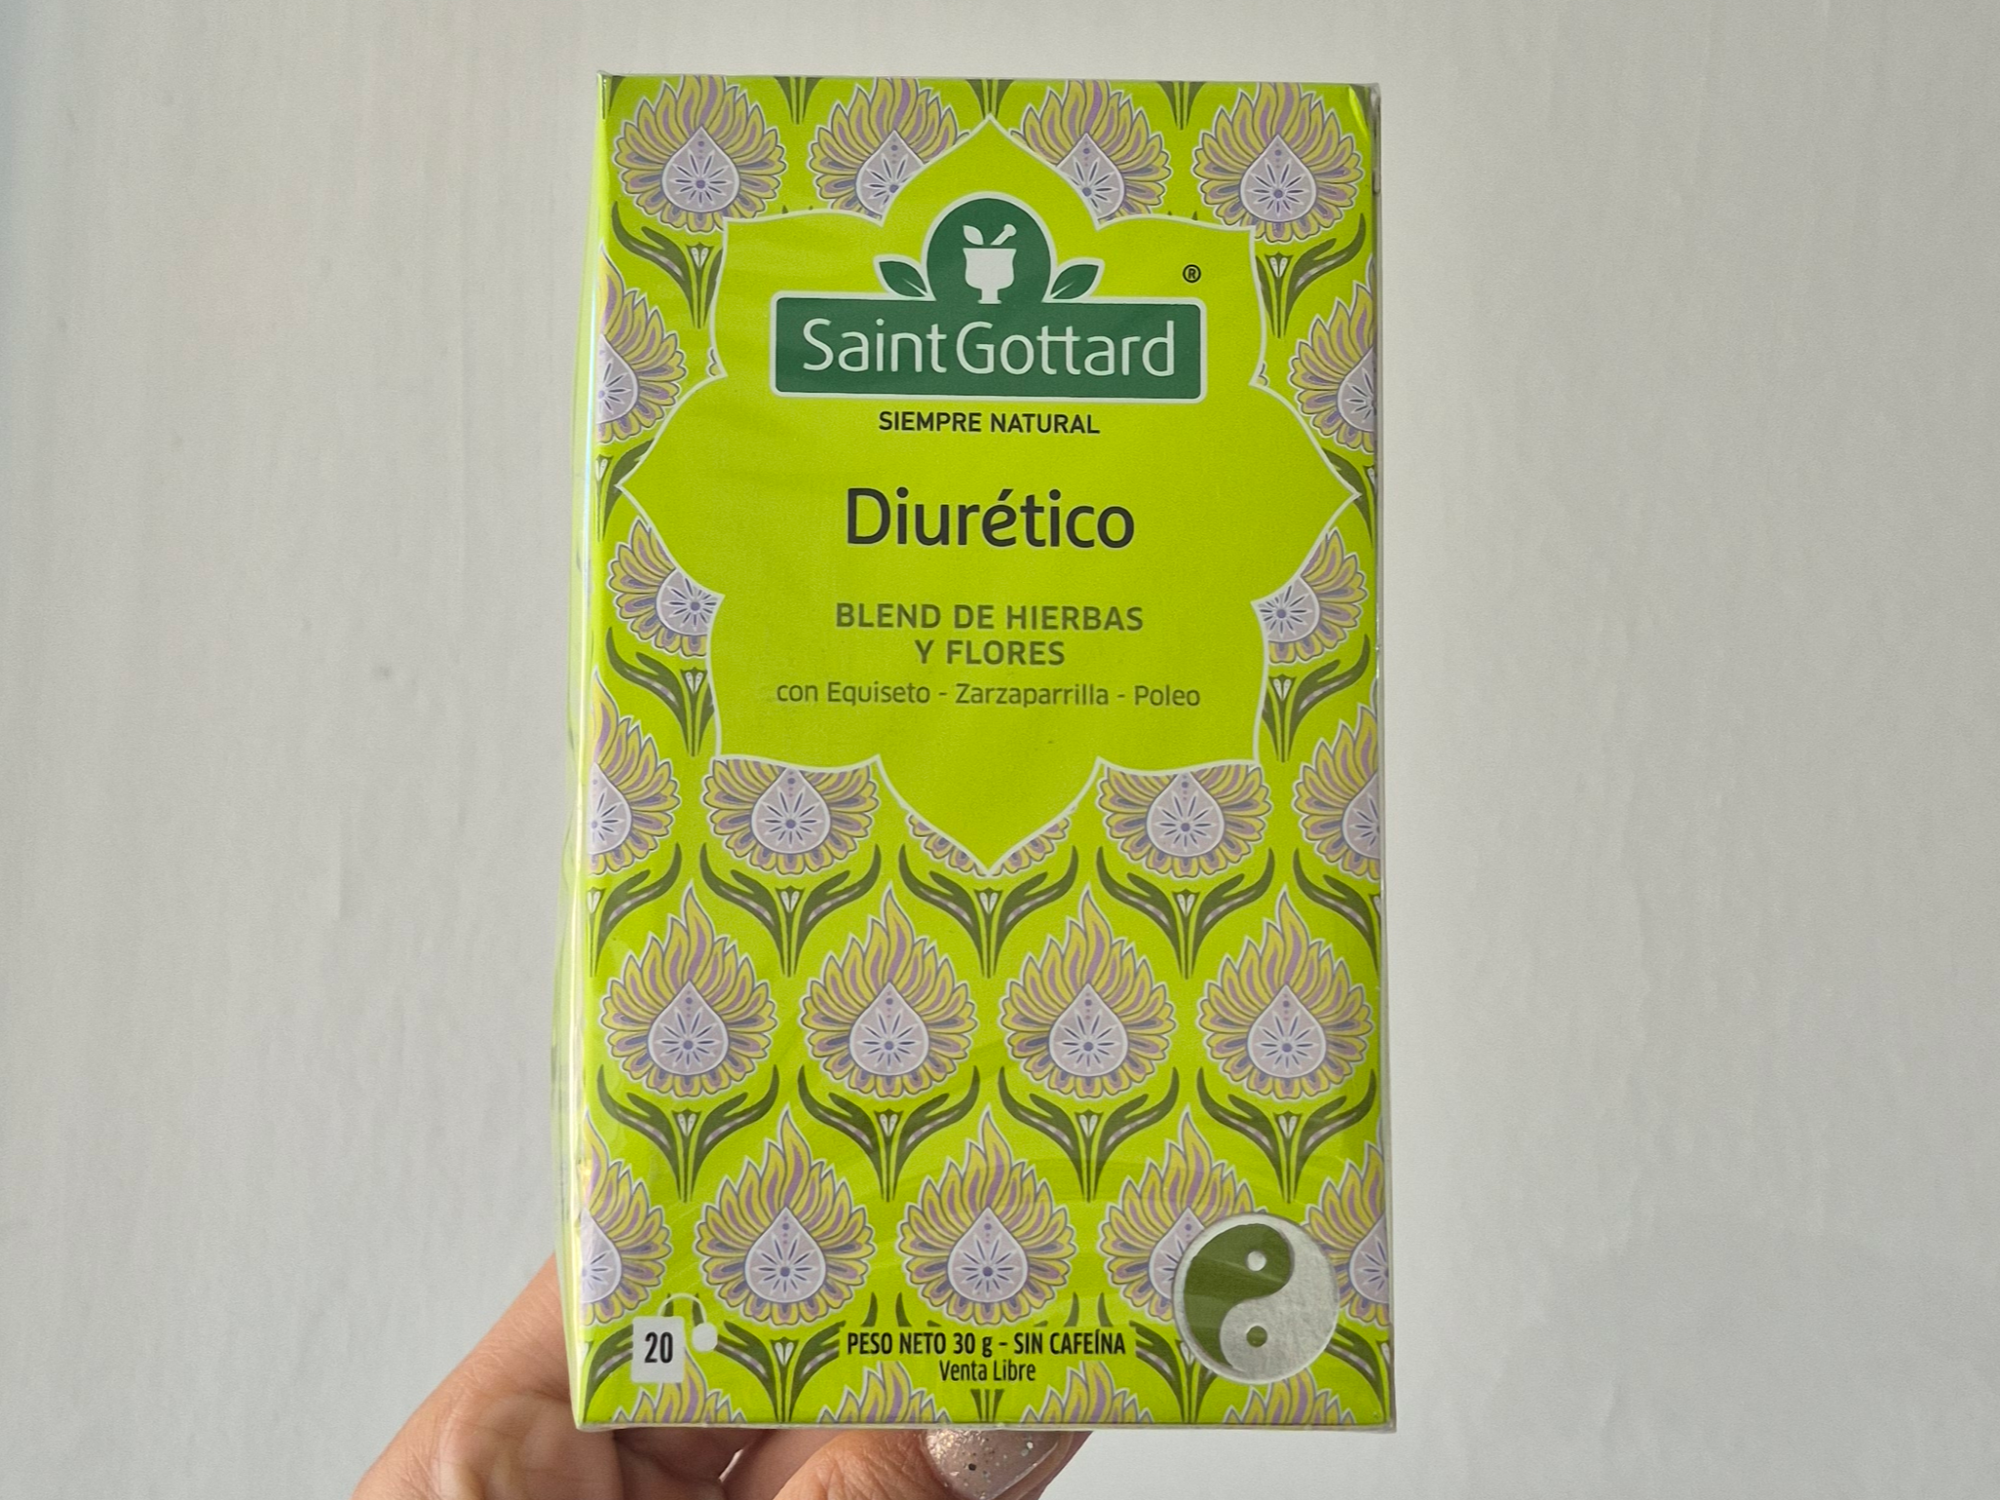 ®
Saint Gottard
SIEMPRE NATURAL
Diurético
BLEND DE HIERBAS
Y FLORES
con Equiseto - Zarzaparrilla - Poleo
20
PESO NETO 30 g - SIN CAFEÍNA
Venta Libre